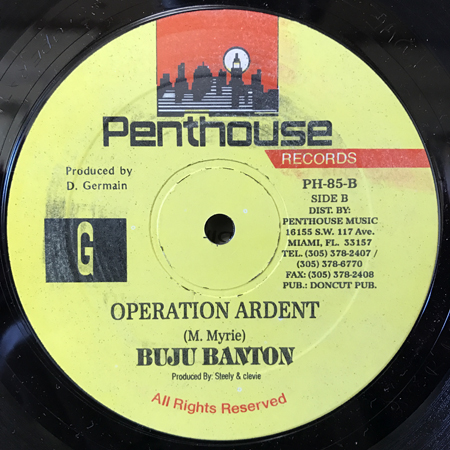 Penthouse
RECORDS
Produced by
D. Germain
PH-85-B
SIDE B
DIST. BY:
PENTHOUSE MUSIC
16155 S.W. 117 Ave.
MIAMI, FL. 33157
TEL. (305) 378-2407 /
(305) 378-6770
FAX: (305) 378-2408
PUB.: DONCUT PUB.
G
OPERATION ARDENT
(M. Myrie)
BUJU BANTON
Produced By: Steely & clevie
All Rights Reserved